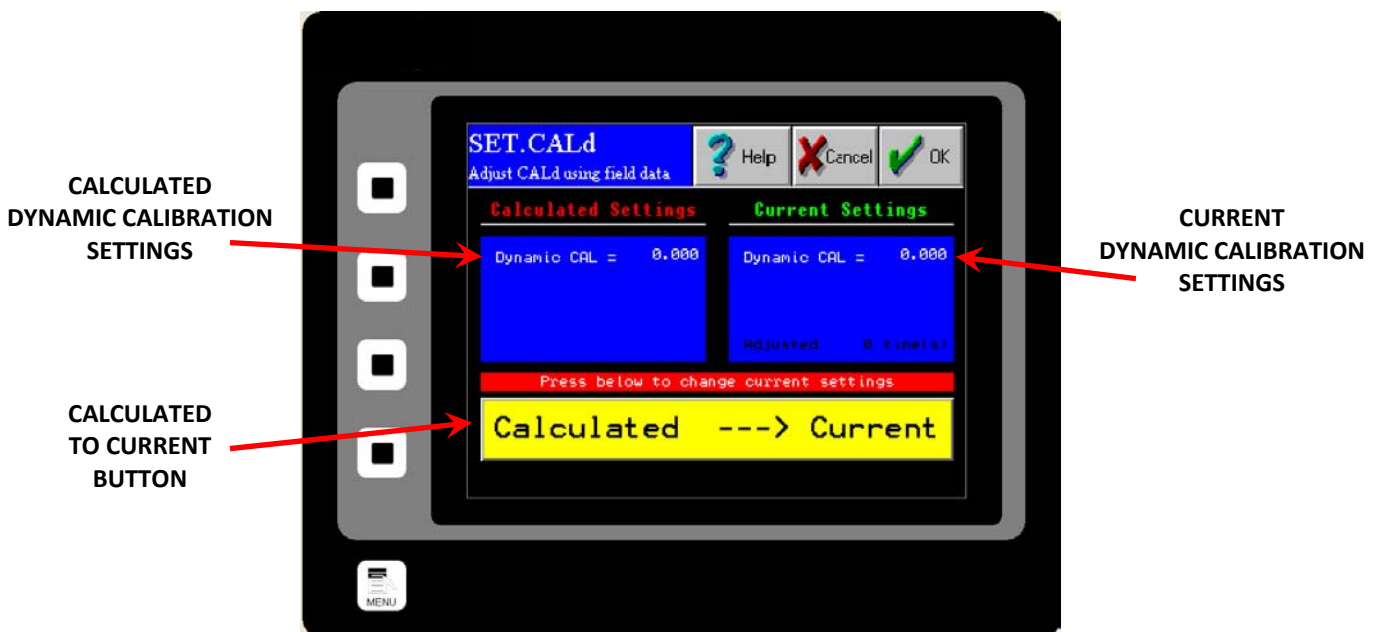 SET.CALd
Adjust CALd using field data
Help
Cancel
OK
CALCULATED
DYNAMIC CALIBRATION
SETTINGS
Calculated Settings
Current Settings
Dynamic CAL = 0.000
Dynamic CAL = 0.000
Adjusted 0 time(s)
CURRENT
DYNAMIC CALIBRATION
SETTINGS
Press below to change current settings
CALCULATED
TO CURRENT
BUTTON
Calculated ---> Current
MENU